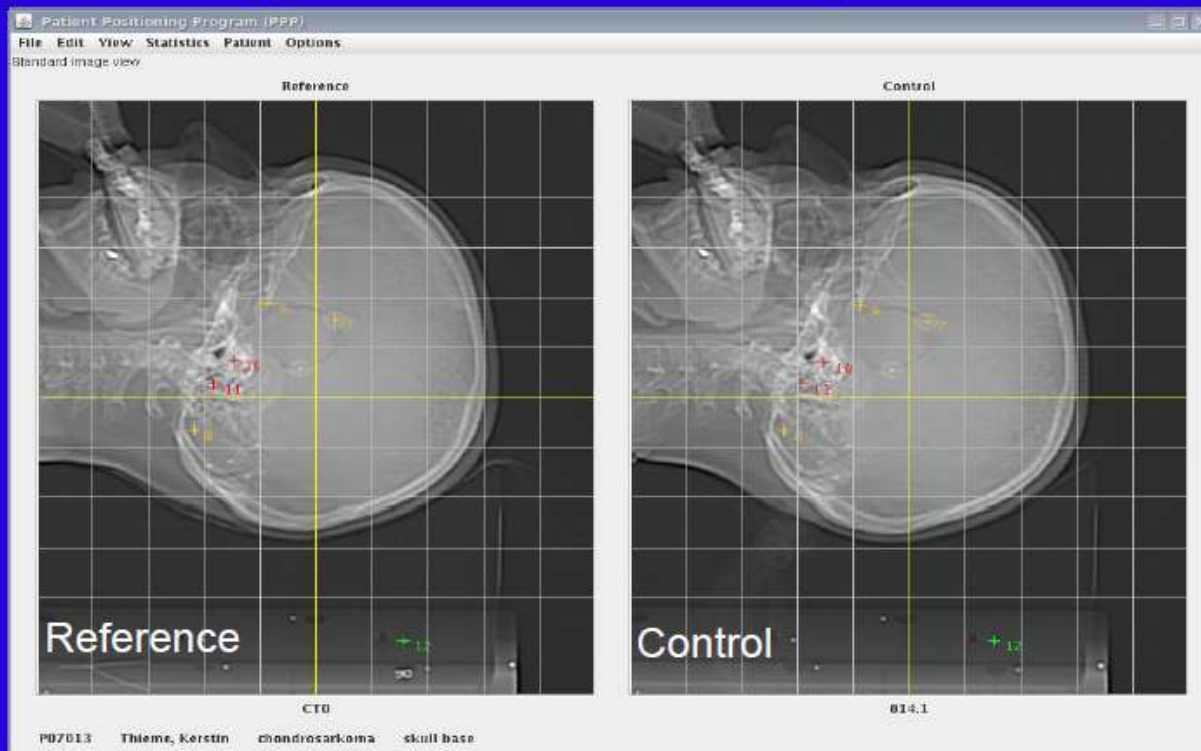 Patient Positioning Program (PPP)
File Edit View Statistics Patient Options
Standard image view
Reference Control
11
12 12
Reference Control
CT0 814.1
P07013 Thieme, Kerstin chondrosarkoma skull base